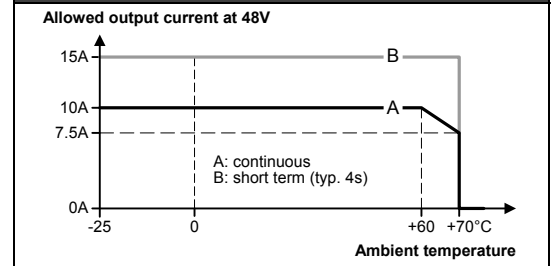 Allowed output current at 48V
15A
B
10A
A
7.5A
A: continuous
B: short term (typ. 4s)
0A
-25
0
+60
+70°C
Ambient temperature